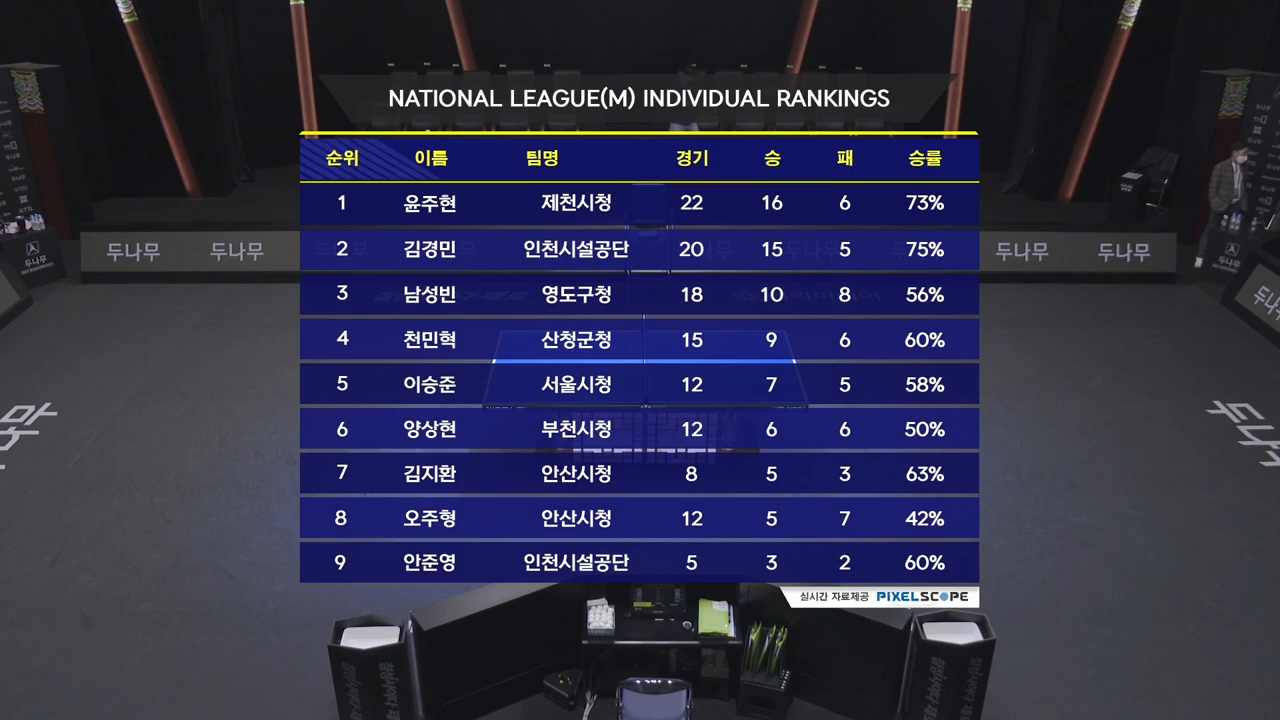 NATIONAL LEAGUE(M) INDIVIDUAL RANKINGS
순위 이름 팀명 경기 승 패 승률
1 윤주현 제천시청 22 16 6 73%
2 김경민 인천시설공단 20 15 5 75%
3 남성빈 영도구청 18 10 8 56%
4 천민혁 산청군청 15 9 6 60%
5 이승준 서울시청 12 7 5 58%
6 양상현 부천시청 12 6 6 50%
7 김지환 안산시청 8 5 3 63%
8 오주형 안산시청 12 5 7 42%
9 안준영 인천시설공단 5 3 2 60%
실시간 자료제공 PIXELSCOPE
두나무 두나무 두나무 두나무
두나무
두나무